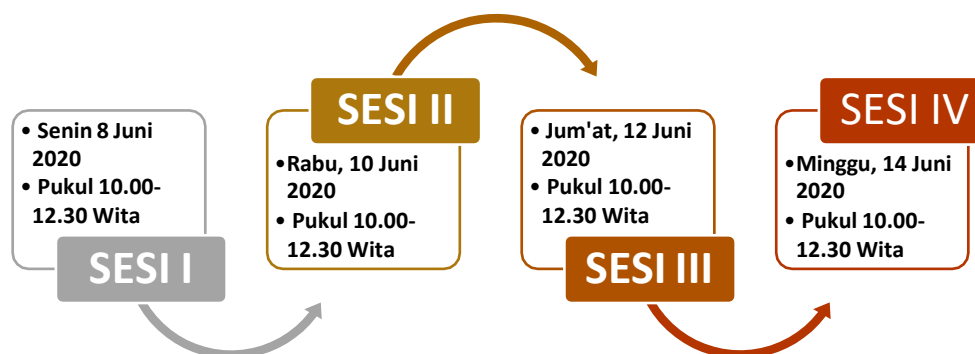 • Senin 8 Juni
2020
• Pukul 10.00-
12.30 Wita
SESI I
SESI II
•Rabu, 10 Juni
2020
• Pukul 10.00-
12.30 Wita
• Jum'at, 12 Juni
2020
• Pukul 10.00-
12.30 Wita
SESI III
SESI IV
•Minggu, 14 Juni
2020
• Pukul 10.00-
12.30 Wita